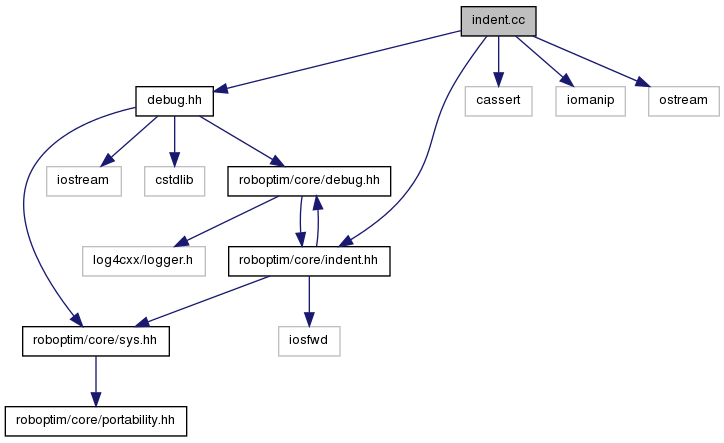 indent.cc
debug.hh
cassert
iomanip
ostream
iostream
cstdlib
roboptim/core/debug.hh
log4cxx/logger.h
roboptim/core/indent.hh
roboptim/core/sys.hh
iosfwd
roboptim/core/portability.hh